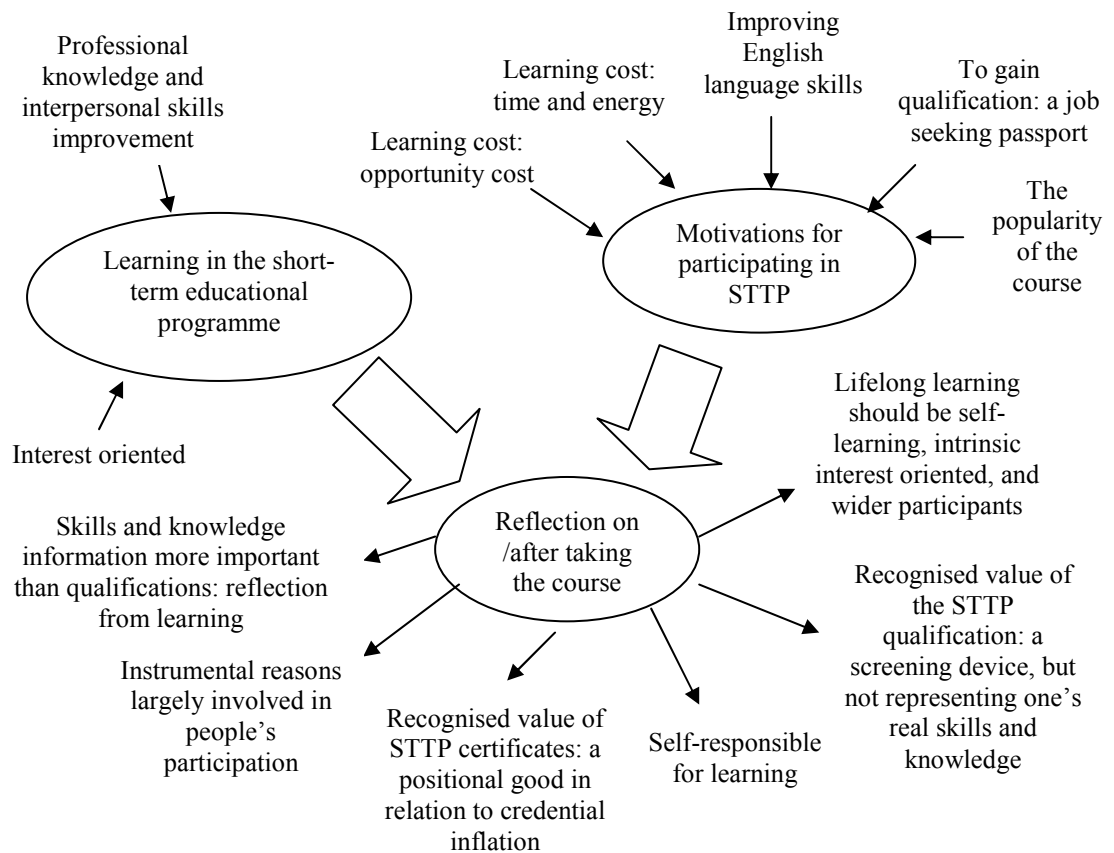 Professional
knowledge and
interpersonal skills
improvement
Learning cost:
opportunity cost
Learning cost:
time and energy
Improving
English
language skills
To gain
qualification: a job
seeking passport
The
popularity
of the
course
Learning in the short-
term educational
programme
Motivations for
participating in
STTP
Interest oriented
Reflection on
/after taking
the course
Lifelong learning
should be self-
learning, intrinsic
interest oriented, and
wider participants
Skills and knowledge
information more important
than qualifications: reflection
from learning
Instrumental reasons
largely involved in
people’s
participation
Recognised value of
STTP certificates: a
positional good in
relation to credential
inflation
Self-responsible
for learning
Recognised value of
the STTP
qualification: a
screening device, but
not representing one’s
real skills and
knowledge